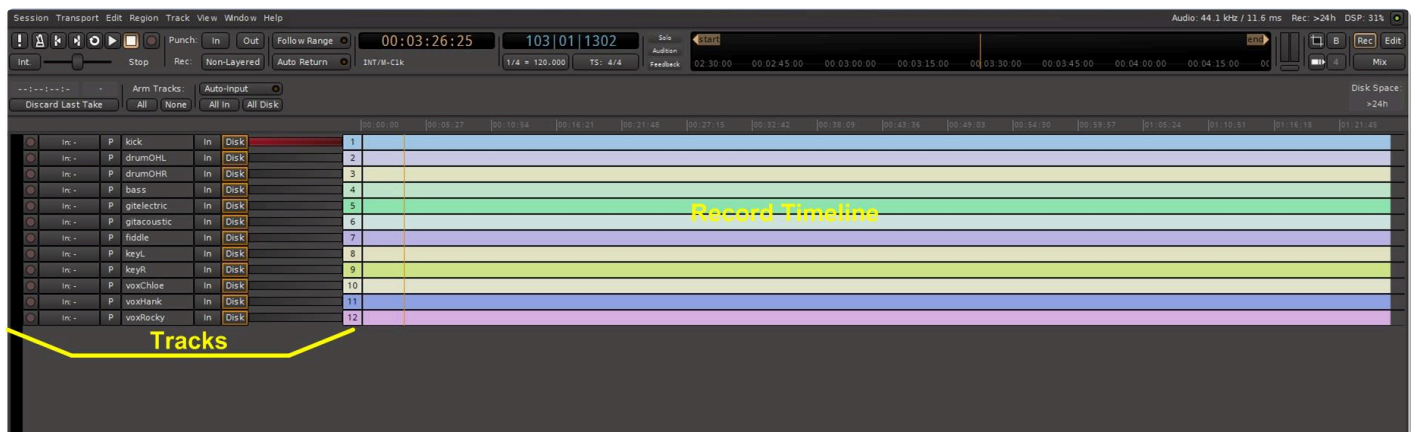 Session Transport Edit Region Track View Window Help Audio: 44.1 kHz / 11.6 ms Rec: >24h DSP: 31%
Punch: In Out Follow Range 00:03:26:25 103|01|1302 Solo start end B Rec Edit
Audition
Int. Stop Rec: Non-Layered Auto Return INT/M-Clk 1/4 = 120.000 TS: 4/4 Feedback 02:30:00 00:02:45:00 00:03:00:00 00:03:15:00 00:03:30:00 00:03:45:00 00:04:00:00 00:04:15:00 00 4 Mix
--:--:--:- - Arm Tracks: Auto-Input Disk Space:
Discard Last Take All None All In All Disk >24h
00:00:00 00:05:27 00:10:54 00:16:21 00:21:48 00:27:15 00:32:42 00:38:09 00:43:36 00:49:03 00:54:30 00:59:57 01:05:24 01:10:51 01:16:18 01:21:45
In: - P kick In Disk 1
In: - P drumOHL In Disk 2
In: - P drumOHR In Disk 3
In: - P bass In Disk 4
In: - P gitelectric In Disk 5
Record Timeline
In: - P gitacoustic In Disk 6
In: - P fiddle In Disk 7
In: - P keyL In Disk 8
In: - P keyR In Disk 9
In: - P voxChloe In Disk 10
In: - P voxHank In Disk 11
In: - P voxRocky In Disk 12
Tracks